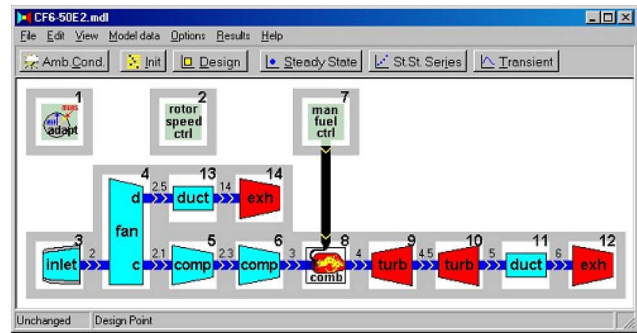 CF6-50E2.mdl
File Edit View Model data Options Results Help
Amb.Cond. Init Design Steady State St.St. Series Transient
1 2 7
adapt
rotor speed ctrl
man fuel ctrl
4 13 14
d 2.5 duct 14 exh
fan
3 5 6 8 9 10 11 12
inlet 2 c 2.1 comp 2.3 comp 3 comb 4 turb 4.5 turb 5 duct 6 exh
Unchanged Design Point